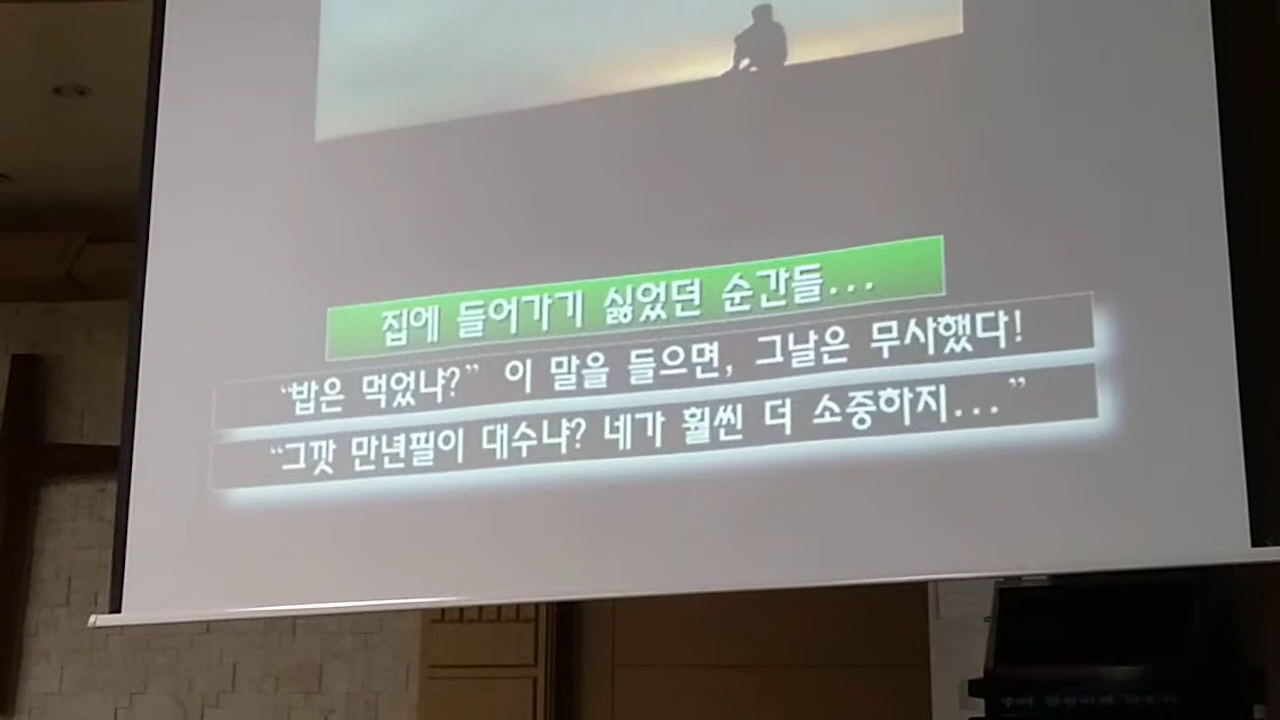 집에 들어가기 싫었던 순간들...
“밥은 먹었냐?” 이 말을 들으면, 그날은 무사했다!
“그깟 만년필이 대수냐? 네가 훨씬 더 소중하지...”